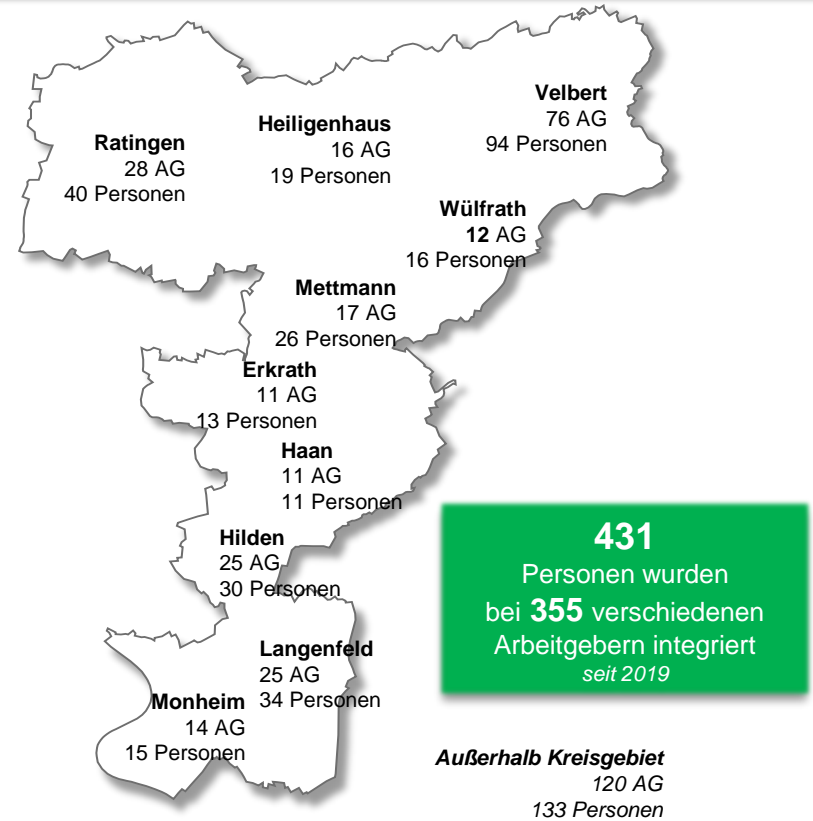 Velbert
76 AG
94 Personen
Heiligenhaus
16 AG
19 Personen
Ratingen
28 AG
40 Personen
Wülfrath
12 AG
16 Personen
Mettmann
17 AG
26 Personen
Erkrath
11 AG
13 Personen
Haan
11 AG
11 Personen
Hilden
25 AG
30 Personen
Langenfeld
25 AG
34 Personen
Monheim
14 AG
15 Personen
431
Personen wurden
bei 355 verschiedenen
Arbeitgebern integriert
seit 2019
Außerhalb Kreisgebiet
120 AG
133 Personen